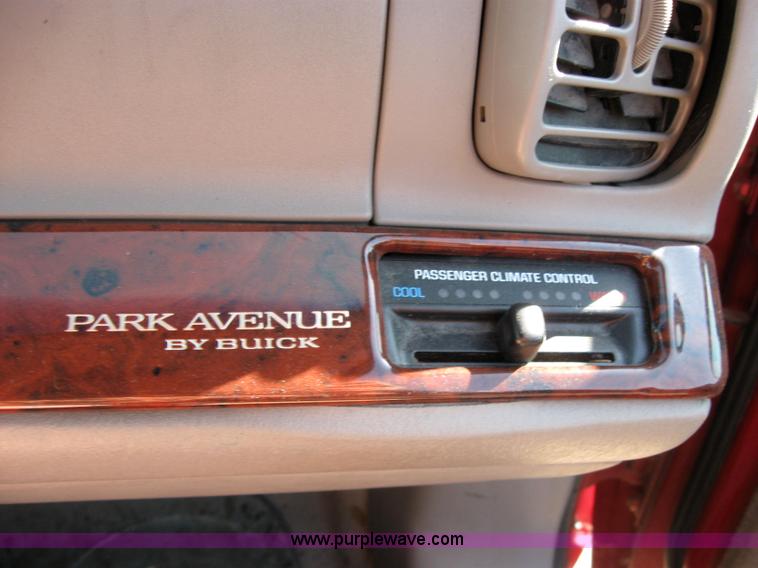 PASSENGER CLIMATE CONTROL
COOL
PARK AVENUE
BY BUICK
www.purplewave.com